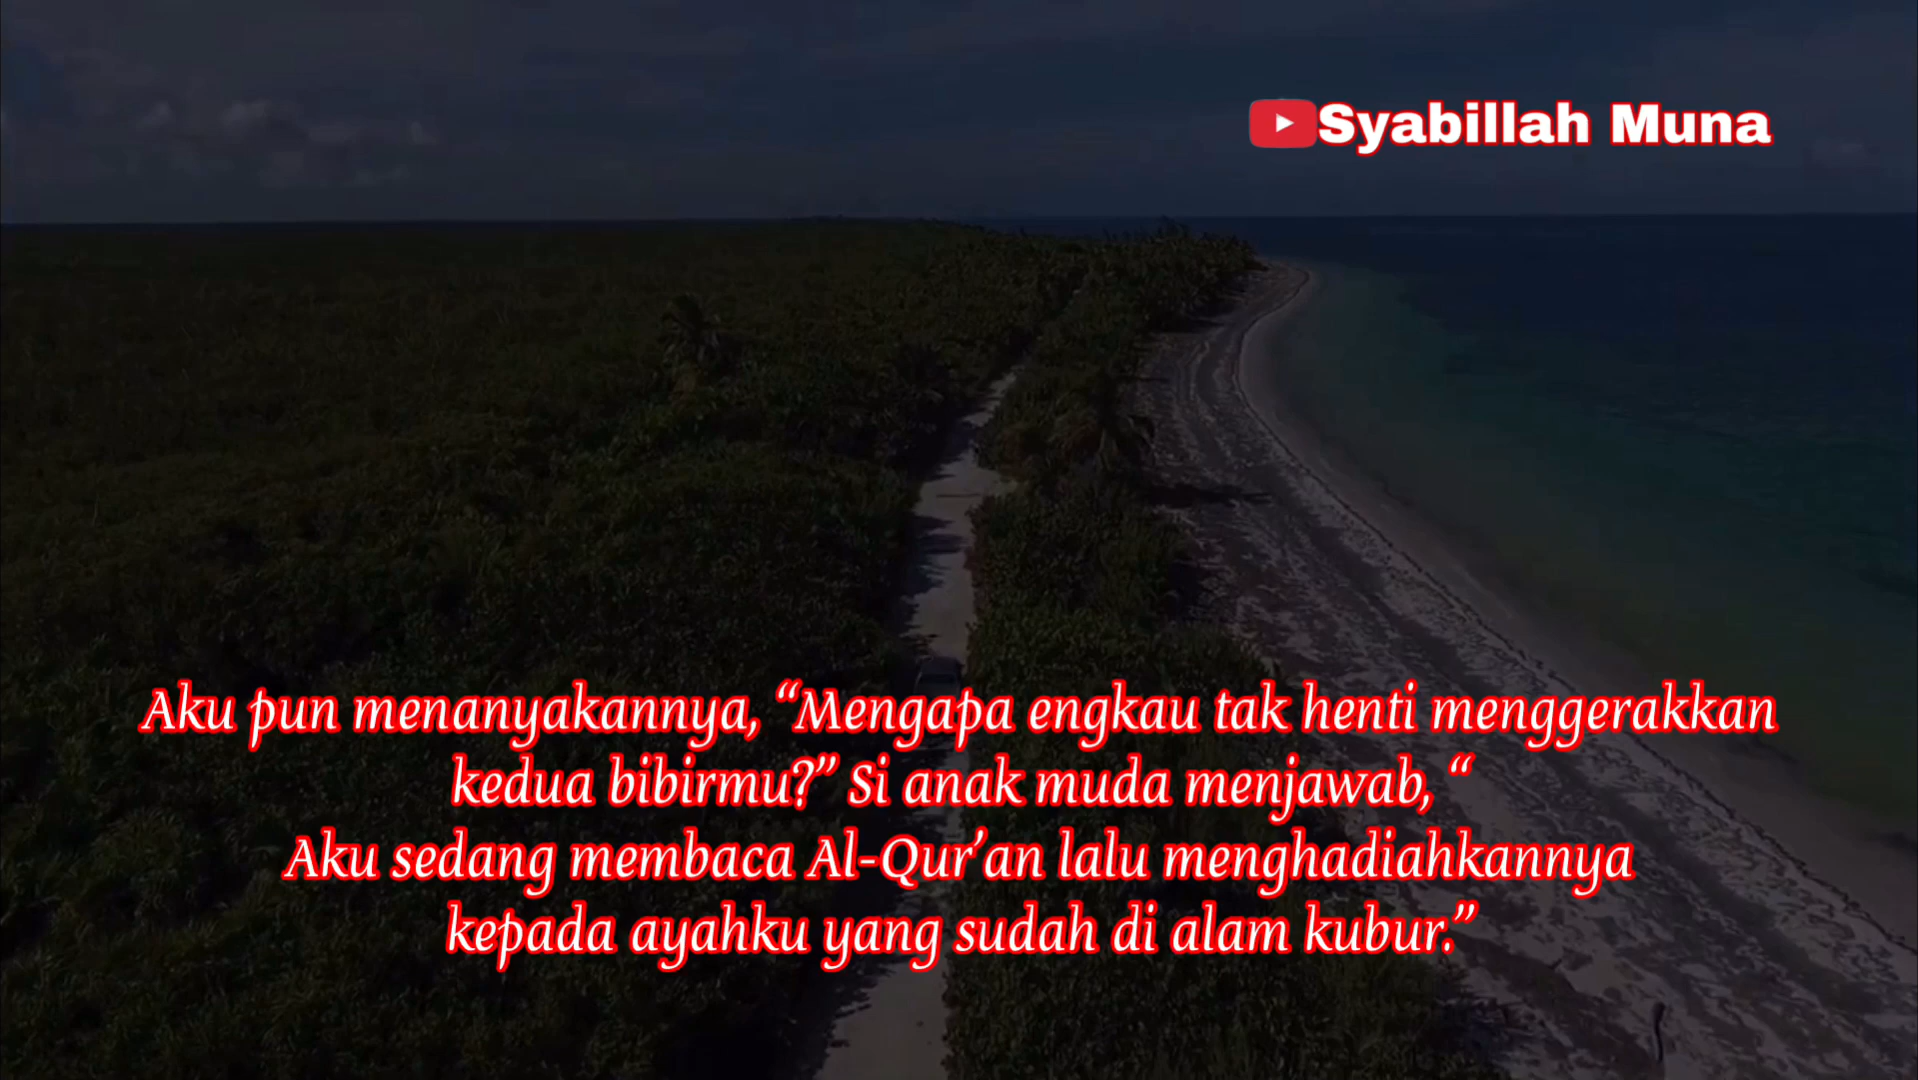 Syabillah Muna
Aku pun menanyakannya, “Mengapa engkau tak henti menggerakkan
kedua bibirmu?” Si anak muda menjawab, “
Aku sedang membaca Al-Qur’an lalu menghadiahkannya
kepada ayahku yang sudah di alam kubur.”